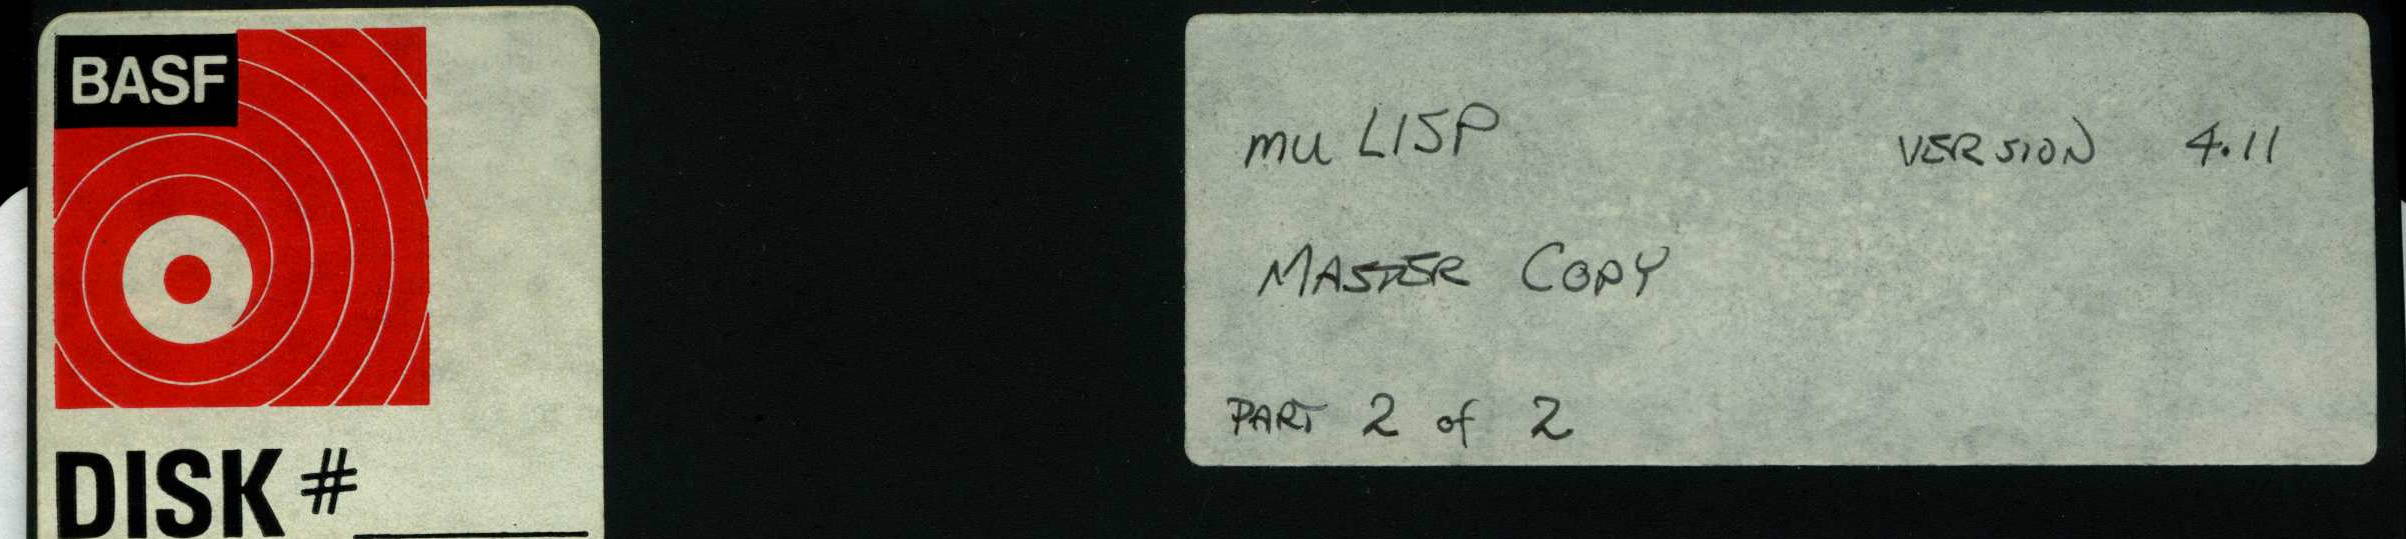 BASF
DISK #
mu LISP VERSION 4.11
MASTER COPY
PART 2 of 2